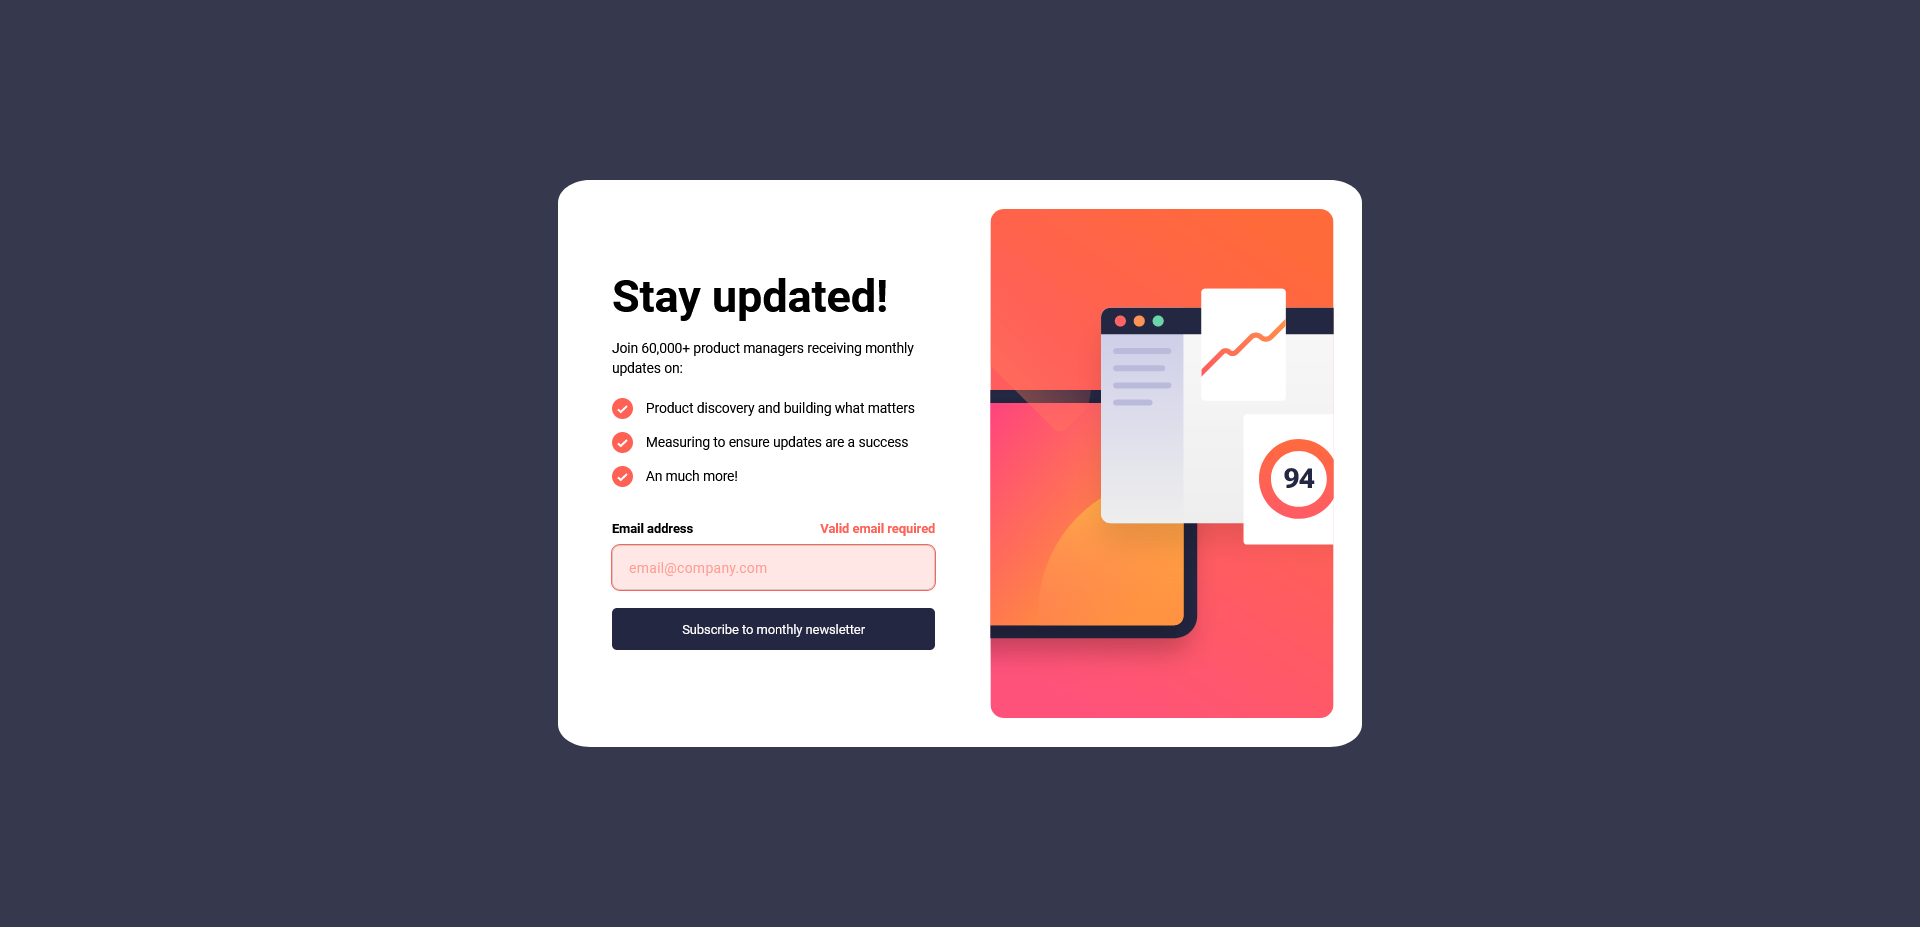 Stay updated!
Join 60,000+ product managers receiving monthly
updates on:
Product discovery and building what matters
Measuring to ensure updates are a success
An much more!
Email address Valid email required
email@company.com
Subscribe to monthly newsletter
94